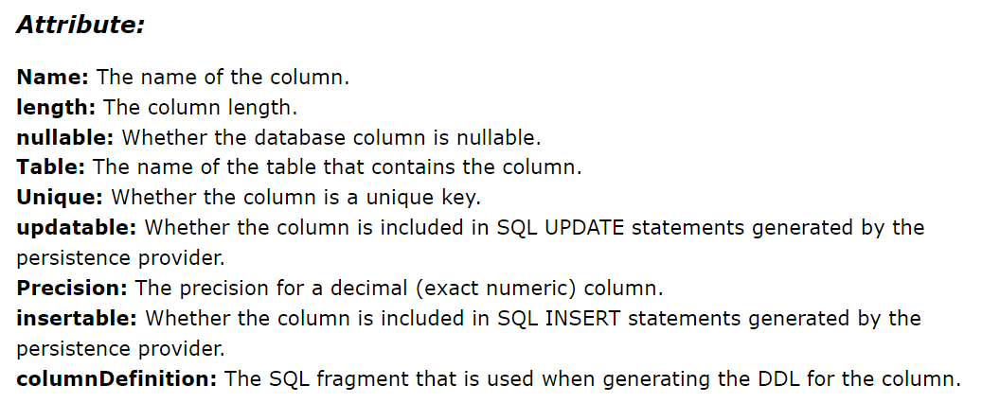 Attribute:
Name: The name of the column.
length: The column length.
nullable: Whether the database column is nullable.
Table: The name of the table that contains the column.
Unique: Whether the column is a unique key.
updatable: Whether the column is included in SQL UPDATE statements generated by the
persistence provider.
Precision: The precision for a decimal (exact numeric) column.
insertable: Whether the column is included in SQL INSERT statements generated by the
persistence provider.
columnDefinition: The SQL fragment that is used when generating the DDL for the column.